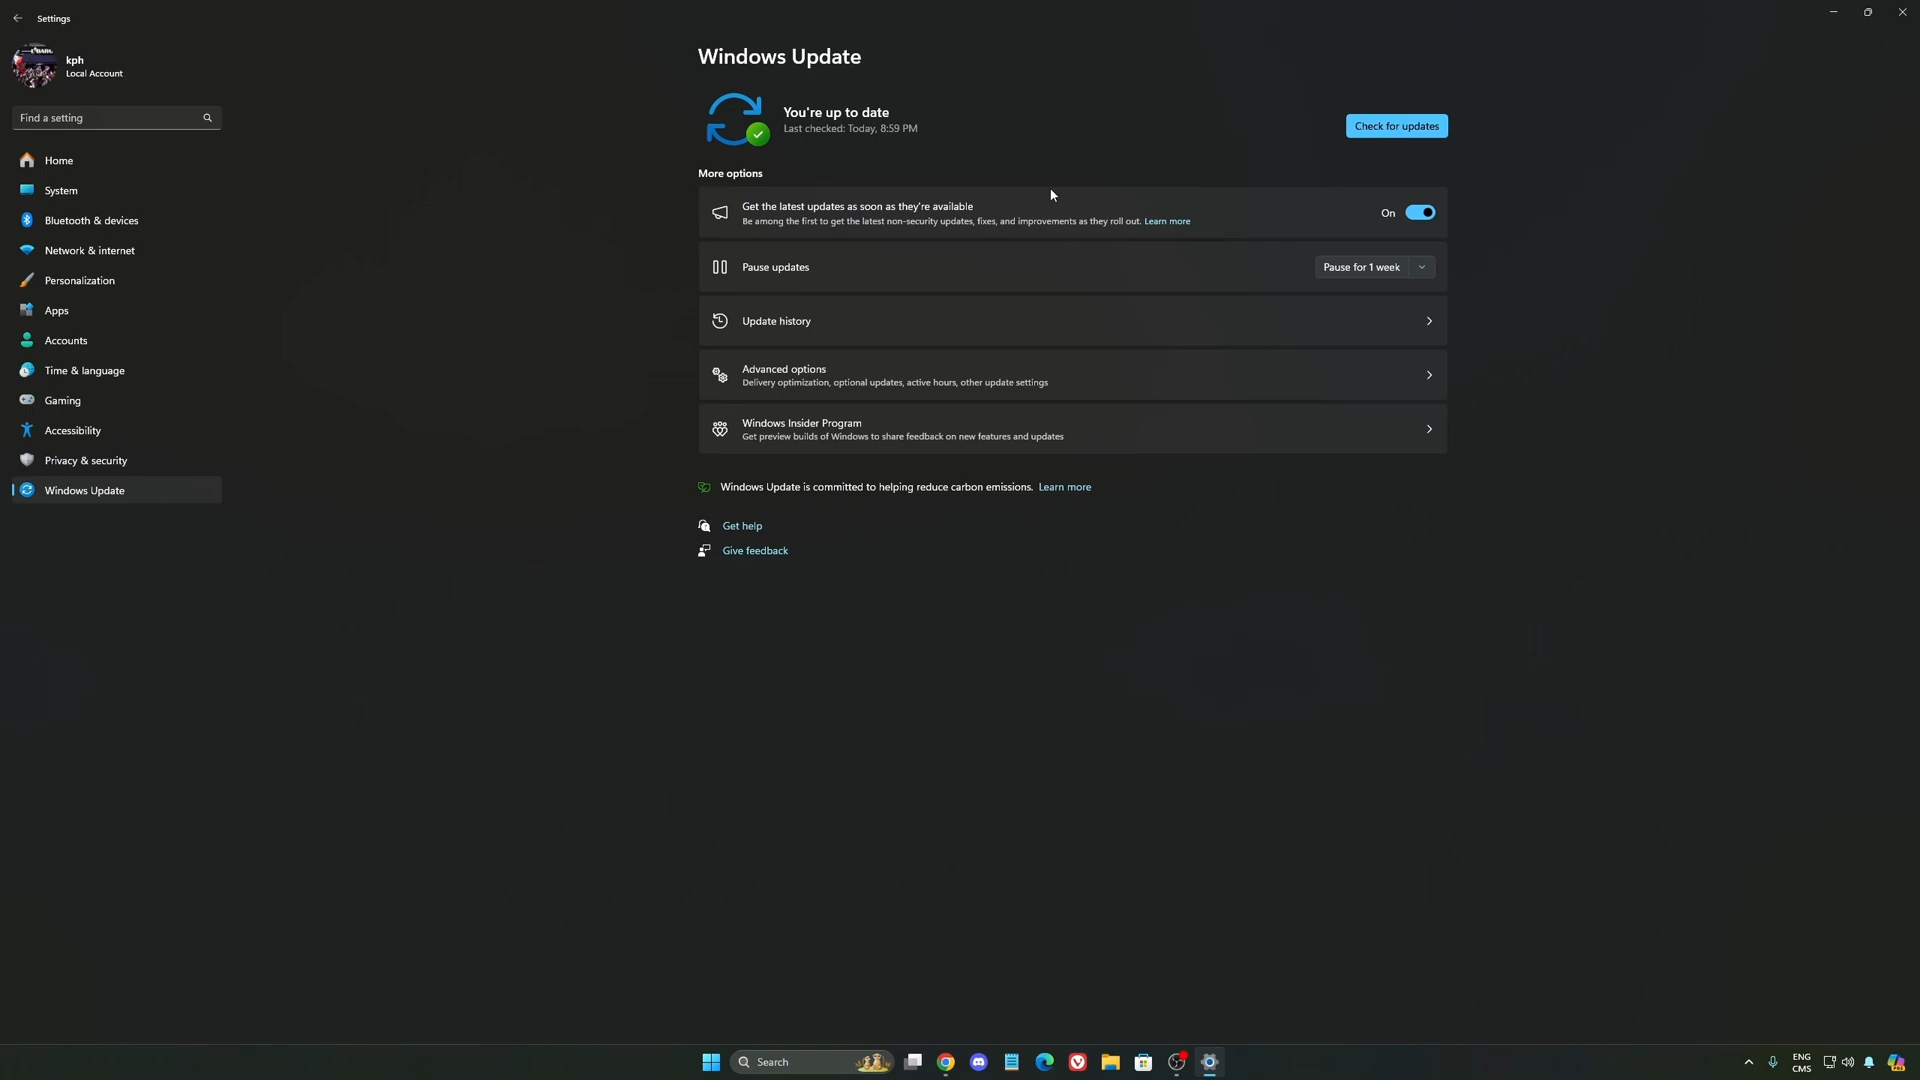 Settings
kph
Local Account
Find a setting
Home
System
Bluetooth & devices
Network & internet
Personalization
Apps
Accounts
Time & language
Gaming
Accessibility
Privacy & security
Windows Update
Windows Update
You're up to date
Last checked: Today, 8:59 PM
Check for updates
More options
Get the latest updates as soon as they're available
Be among the first to get the latest non-security updates, fixes, and improvements as they roll out. Learn more
On
Pause updates
Pause for 1 week
Update history
Advanced options
Delivery optimization, optional updates, active hours, other update settings
Windows Insider Program
Get preview builds of Windows to share feedback on new features and updates
Windows Update is committed to helping reduce carbon emissions. Learn more
Get help
Give feedback
Search
ENG
CMS